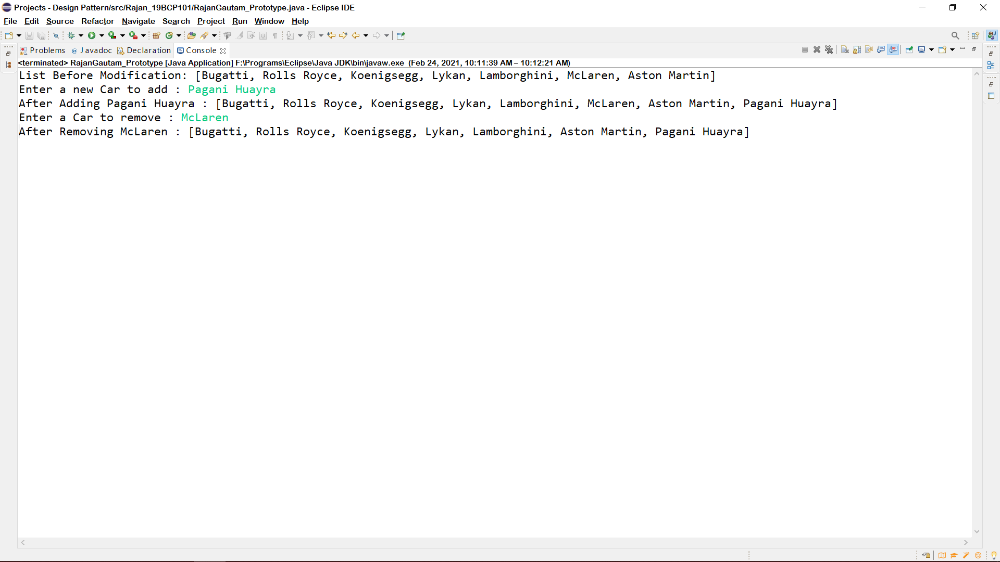 Projects - Design Pattern/src/Rajan_19BCP101/RajanGautam_Prototype.java - Eclipse IDE
File Edit Source Refactor Navigate Search Project Run Window Help
Problems @ Javadoc Declaration Console
<terminated> RajanGautam_Prototype [Java Application] F:\Programs\Eclipse\Java JDK\bin\javaw.exe (Feb 24, 2021, 10:11:39 AM – 10:12:21 AM)
List Before Modification: [Bugatti, Rolls Royce, Koenigsegg, Lykan, Lamborghini, McLaren, Aston Martin]
Enter a new Car to add : Pagani Huayra
After Adding Pagani Huayra : [Bugatti, Rolls Royce, Koenigsegg, Lykan, Lamborghini, McLaren, Aston Martin, Pagani Huayra]
Enter a Car to remove : McLaren
After Removing McLaren : [Bugatti, Rolls Royce, Koenigsegg, Lykan, Lamborghini, Aston Martin, Pagani Huayra]